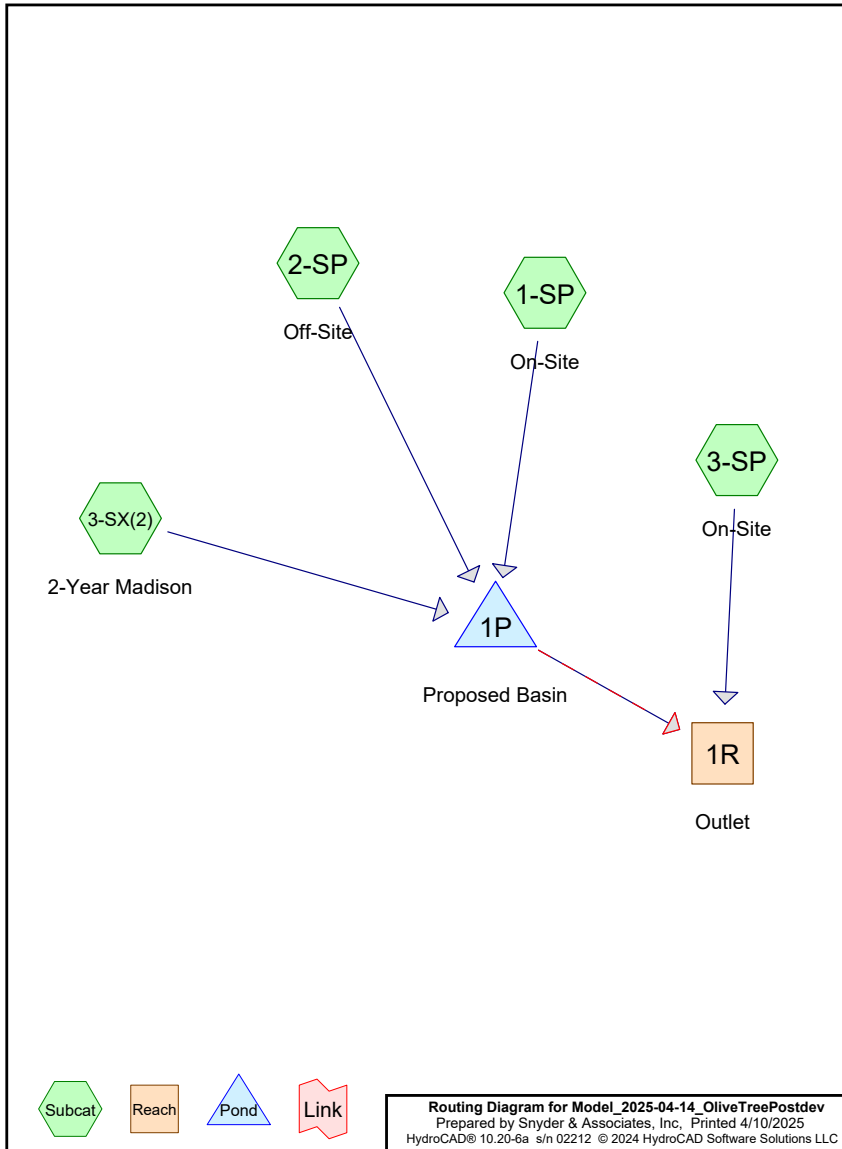 2-SP
Off-Site
1-SP
On-Site
3-SP
On-Site
3-SX(2)
2-Year Madison
1P
Proposed Basin
1R
Outlet
Subcat
Reach
Pond
Link
Routing Diagram for Model_2025-04-14_OliveTreePostdev
Prepared by Snyder & Associates, Inc, Printed 4/10/2025
HydroCAD® 10.20-6a s/n 02212 © 2024 HydroCAD Software Solutions LLC